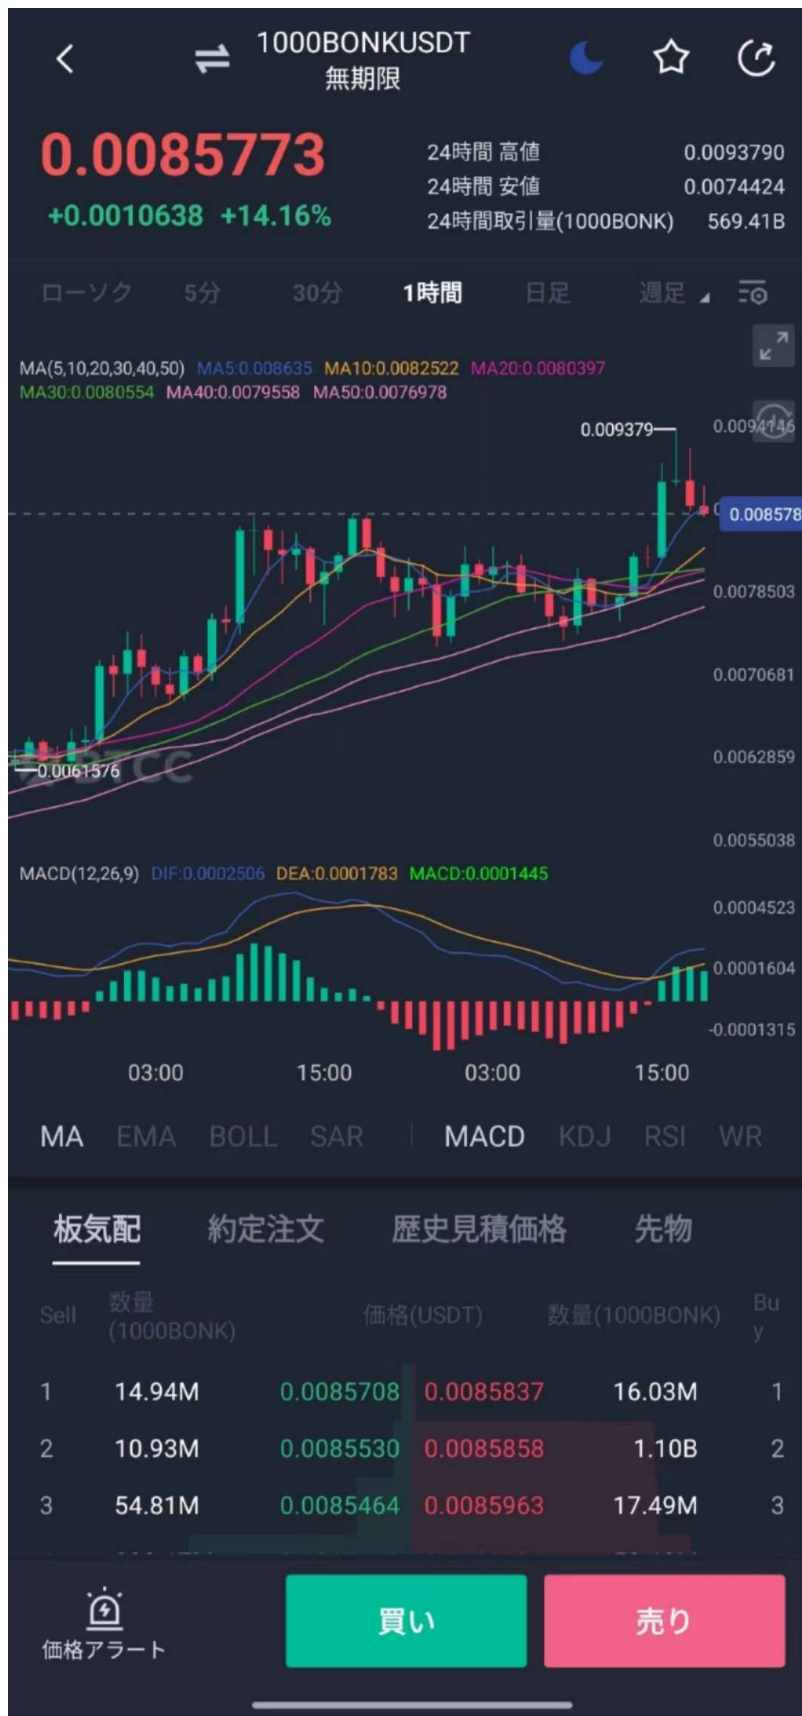 1000BONKUSDT
無期限
0.0085773
+0.0010638 +14.16%
24時間 高値 0.0093790
24時間 安値 0.0074424
24時間取引量(1000BONK) 569.41B
ローソク 5分 30分 1時間 日足 週足
MA(5,10,20,30,40,50) MA5:0.008635 MA10:0.0082522 MA20:0.0080397
MA30:0.0080554 MA40:0.0079558 MA50:0.0076978
0.009379
0.0094146
0.008578
0.0078503
0.0070681
0.0062859
0.0061576
BTCC
0.0055038
MACD(12,26,9) DIF:0.0002506 DEA:0.0001783 MACD:0.0001445
0.0004523
0.0001604
-0.0001315
03:00 15:00 03:00 15:00
MA EMA BOLL SAR MACD KDJ RSI WR
板気配 約定注文 歴史見積価格 先物
Sell 数量(1000BONK) 価格(USDT) 数量(1000BONK) Buy
1 14.94M 0.0085708 0.0085837 16.03M 1
2 10.93M 0.0085530 0.0085858 1.10B 2
3 54.81M 0.0085464 0.0085963 17.49M 3
価格アラート 買い 売り